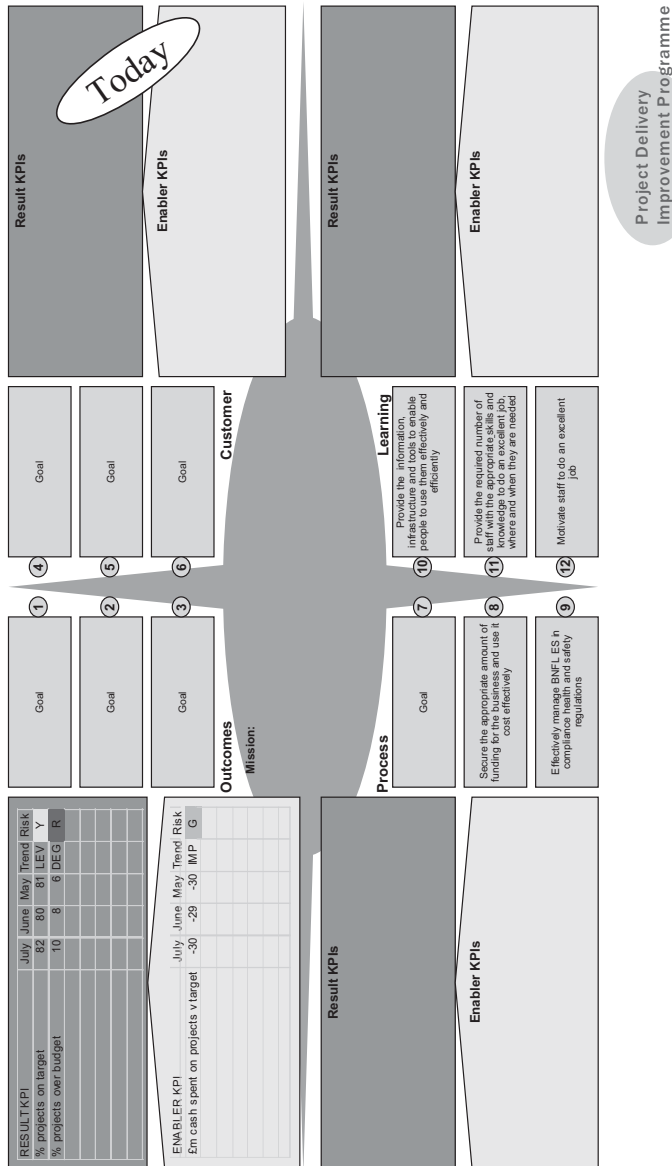 RESULT KPI July June May Trend Risk
% projects on target 82 80 81 LEV Y
% projects over budget 10 8 6 DEG R
ENABLER KPI July June May Trend Risk
£m cash spent on projects v target -30 -29 -30 IMP G
1
Goal
2
Goal
3
Goal
Outcomes
Mission:
4
Goal
5
Goal
6
Goal
Customer
Result KPIs
Enabler KPIs
Today
Result KPIs
Enabler KPIs
Process
7
Goal
8
Secure the appropriate amount of
funding for the business and use it
cost effectively
9
Effectively manage BNFL ES in
compliance health and safety
regulations
Learning
10
Provide the information,
infrastructure and tools to enable
people to use them effectively and
efficiently
11
Provide the required number of
staff with the appropriate skills and
knowledge to do an excellent job,
where and when they are needed
12
Motivate staff to do an excellent
job
Result KPIs
Enabler KPIs
Project Delivery
Improvement Programme